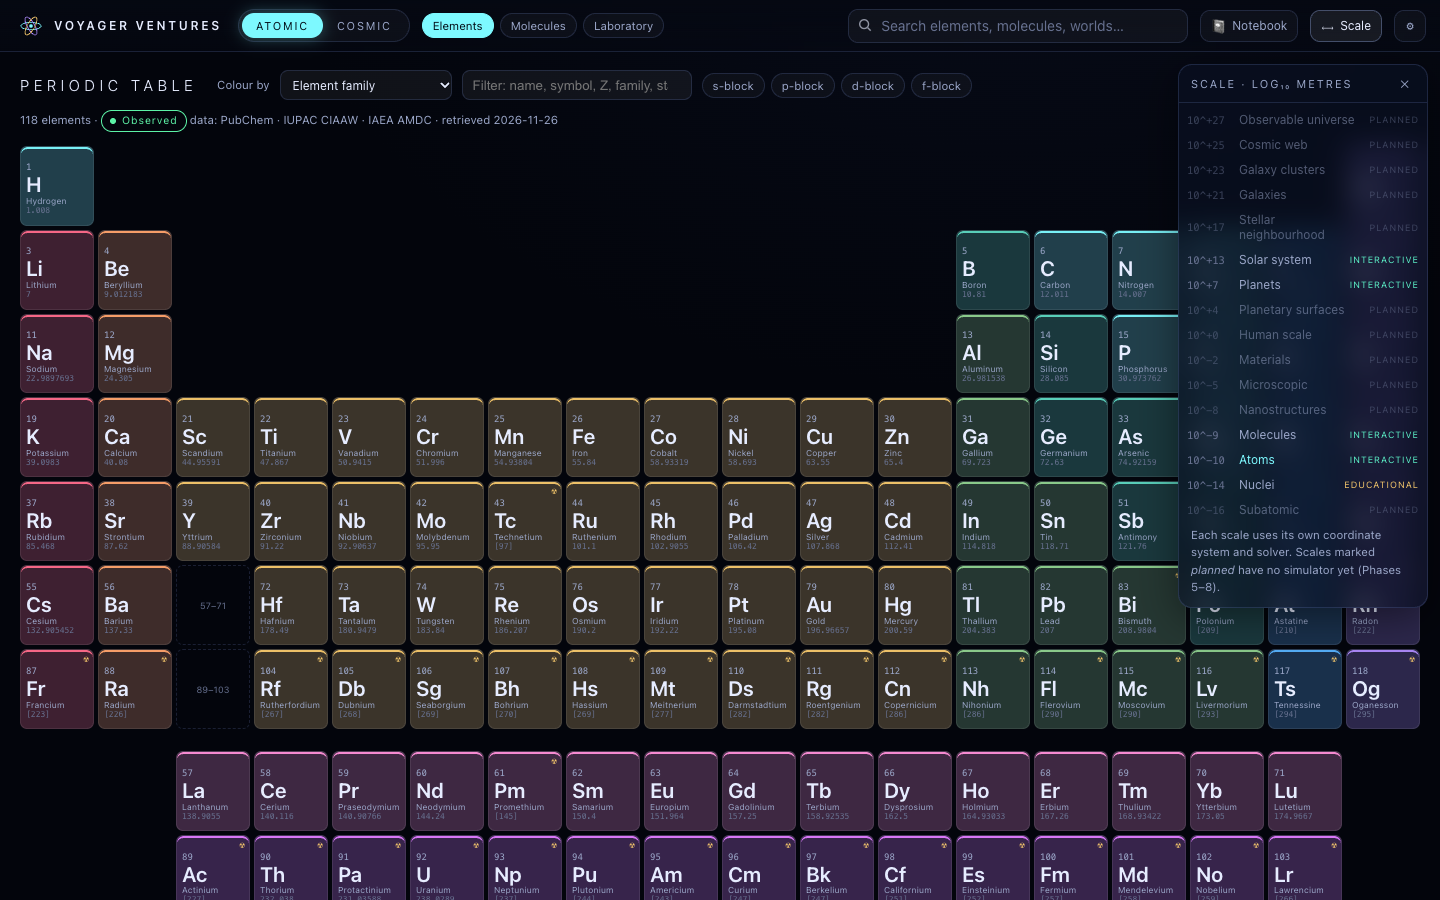 VOYAGER VENTURES ATOMIC COSMIC Elements Molecules Laboratory Search elements, molecules, worlds... Notebook Scale
PERIODIC TABLE Colour by Element family Filter: name, symbol, Z, family, st s-block p-block d-block f-block
118 elements · Observed data: PubChem · IUPAC CIAAW · IAEA AMDC · retrieved 2026-11-26
SCALE · LOG₁₀ METRES ×
10^+27 Observable universe PLANNED
10^+25 Cosmic web PLANNED
10^+23 Galaxy clusters PLANNED
10^+21 Galaxies PLANNED
10^+17 Stellar neighbourhood PLANNED
10^+13 Solar system INTERACTIVE
10^+7 Planets INTERACTIVE
10^+4 Planetary surfaces PLANNED
10^+0 Human scale PLANNED
10^−2 Materials PLANNED
10^−5 Microscopic PLANNED
10^−8 Nanostructures PLANNED
10^−9 Molecules INTERACTIVE
10^−10 Atoms INTERACTIVE
10^−14 Nuclei EDUCATIONAL
10^−16 Subatomic PLANNED
Each scale uses its own coordinate
system and solver. Scales marked
planned have no simulator yet (Phases
5–8).
1
H
Hydrogen
1.008
3 4 5 6 7
Li Be B C N
Lithium Beryllium Boron Carbon Nitrogen
7 9.012183 10.81 12.011 14.007
11 12 13 14 15
Na Mg Al Si P
Sodium Magnesium Aluminum Silicon Phosphorus
22.9897693 24.305 26.981538 28.085 30.973762
19 20 21 22 23 24 25 26 27 28 29 30 31 32 33
K Ca Sc Ti V Cr Mn Fe Co Ni Cu Zn Ga Ge As
Potassium Calcium Scandium Titanium Vanadium Chromium Manganese Iron Cobalt Nickel Copper Zinc Gallium Germanium Arsenic
39.0983 40.08 44.95591 47.867 50.9415 51.996 54.93804 55.84 58.93319 58.693 63.55 65.4 69.723 72.63 74.92159
37 38 39 40 41 42 43 44 45 46 47 48 49 50 51
Rb Sr Y Zr Nb Mo Tc Ru Rh Pd Ag Cd In Sn Sb
Rubidium Strontium Yttrium Zirconium Niobium Molybdenum Technetium Ruthenium Rhodium Palladium Silver Cadmium Indium Tin Antimony
85.468 87.62 88.90584 91.22 92.90637 95.95 [97] 101.1 102.9055 106.42 107.868 112.41 114.818 118.71 121.76
55 56 57–71 72 73 74 75 76 77 78 79 80 81 82 83
Cs Ba Hf Ta W Re Os Ir Pt Au Hg Tl Pb Bi Po At Rn
Cesium Barium Hafnium Tantalum Tungsten Rhenium Osmium Iridium Platinum Gold Mercury Thallium Lead Bismuth Polonium Astatine Radon
132.905452 137.33 178.49 180.9479 183.84 186.207 190.2 192.22 195.08 196.96657 200.59 204.383 207 208.9804 [209] [210] [222]
87 88 89–103 104 105 106 107 108 109 110 111 112 113 114 115 116 117 118
Fr Ra Rf Db Sg Bh Hs Mt Ds Rg Cn Nh Fl Mc Lv Ts Og
Francium Radium Rutherfordium Dubnium Seaborgium Bohrium Hassium Meitnerium Darmstadtium Roentgenium Copernicium Nihonium Flerovium Moscovium Livermorium Tennessine Oganesson
[223] [226] [267] [268] [269] [270] [269] [277] [282] [282] [286] [286] [290] [290] [293] [294] [295]
57 58 59 60 61 62 63 64 65 66 67 68 69 70 71
La Ce Pr Nd Pm Sm Eu Gd Tb Dy Ho Er Tm Yb Lu
Lanthanum Cerium Praseodymium Neodymium Promethium Samarium Europium Gadolinium Terbium Dysprosium Holmium Erbium Thulium Ytterbium Lutetium
138.9055 140.116 140.90766 144.24 [145] 150.4 151.964 157.25 158.92535 162.5 164.93033 167.26 168.93422 173.05 174.9667
89 90 91 92 93 94 95 96 97 98 99 100 101 102 103
Ac Th Pa U Np Pu Am Cm Bk Cf Es Fm Md No Lr
Actinium Thorium Protactinium Uranium Neptunium Plutonium Americium Curium Berkelium Californium Einsteinium Fermium Mendelevium Nobelium Lawrencium